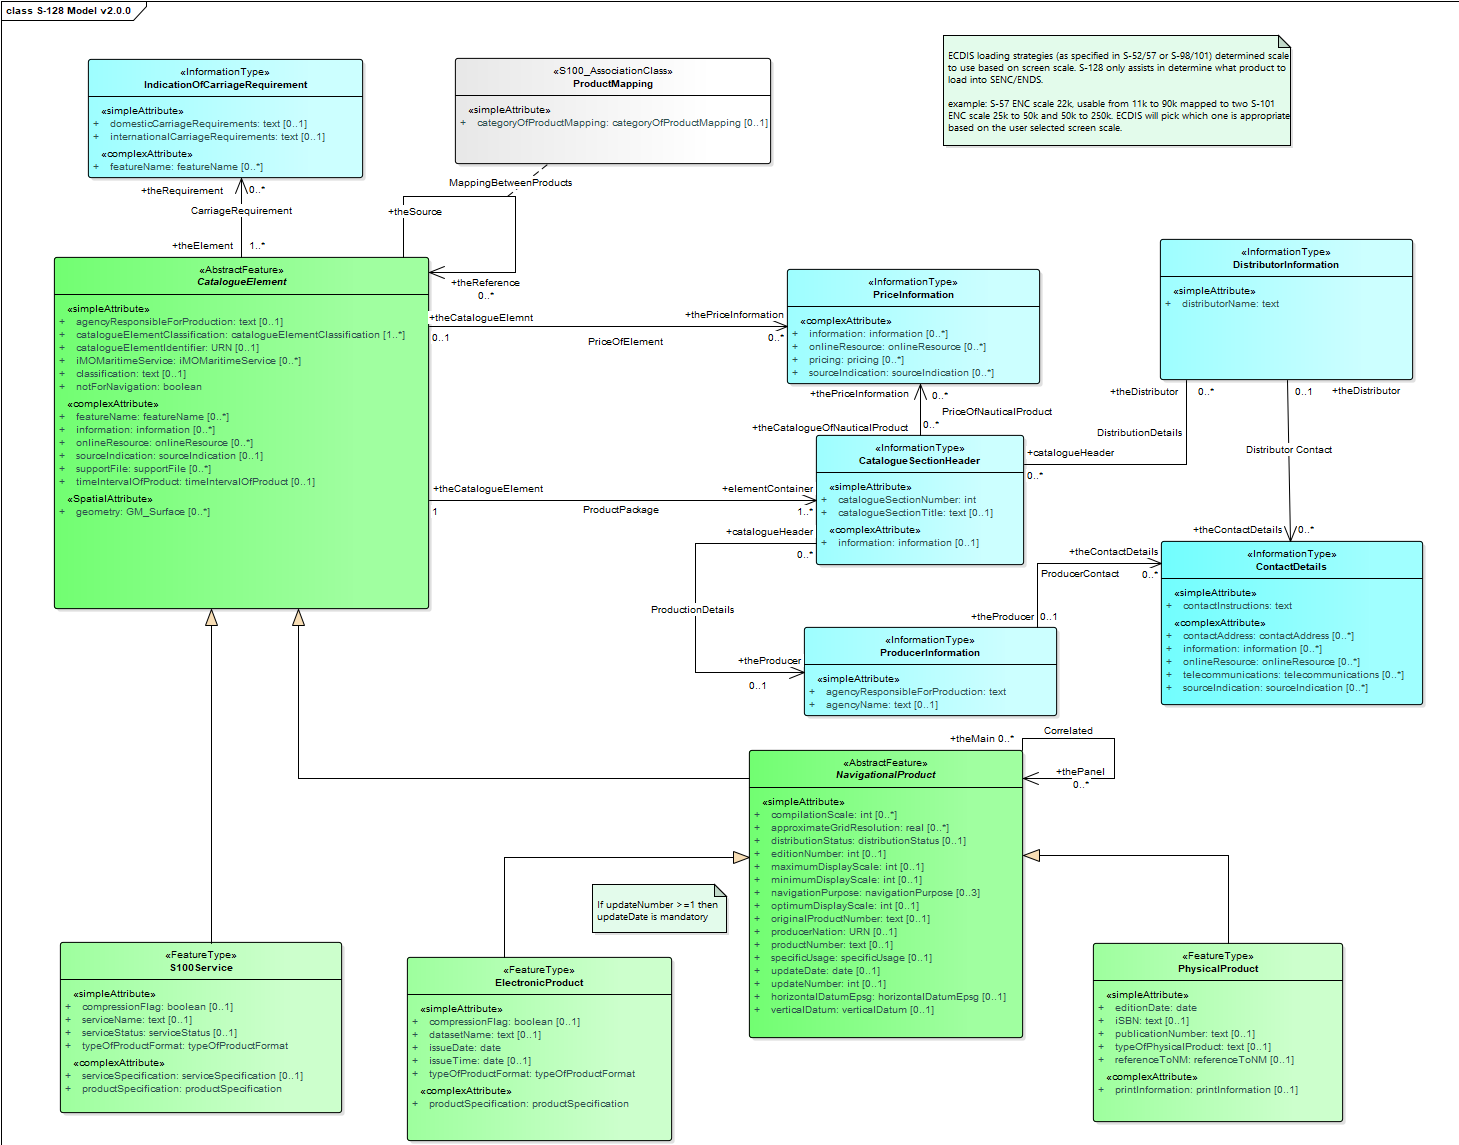 class S-128 Model v2.0.0
«InformationType»
IndicationOfCarriageRequirement
«simpleAttribute»
+ domesticCarriageRequirements: text [0..1]
+ internationalCarriageRequirements: text [0..1]
«complexAttribute»
+ featureName: featureName [0..*]
«S100_AssociationClass»
ProductMapping
«simpleAttribute»
+ categoryOfProductMapping: categoryOfProductMapping [0..1]
ECDIS loading strategies (as specified in S-52/57 or S-98/101) determined scale
to use based on screen scale. S-128 only assists in determine what product to
load into SENC/ENDS.
example: S-57 ENC scale 22k, usable from 11k to 90k mapped to two S-101
ENC scale 25k to 50k and 50k to 250k. ECDIS will pick which one is appropriate
based on the user selected screen scale.
+theRequirement 0..*
CarriageRequirement
+theElement 1..*
MappingBetweenProducts
+theSource
+theReference
0..*
«AbstractFeature»
CatalogueElement
«simpleAttribute»
+ agencyResponsibleForProduction: text [0..1]
+ catalogueElementClassification: catalogueElementClassification [1..*]
+ catalogueElementIdentifier: URN [0..1]
+ iMOMaritimeService: iMOMaritimeService [0..*]
+ classification: text [0..1]
+ notForNavigation: boolean
«complexAttribute»
+ featureName: featureName [0..*]
+ information: information [0..*]
+ onlineResource: onlineResource [0..*]
+ sourceIndication: sourceIndication [0..1]
+ supportFile: supportFile [0..*]
+ timeIntervalOfProduct: timeIntervalOfProduct [0..1]
«SpatialAttribute»
+ geometry: GM_Surface [0..*]
+theCatalogueElemnt
0..1
PriceOfElement
+thePriceInformation
0..*
«InformationType»
PriceInformation
«complexAttribute»
+ information: information [0..*]
+ onlineResource: onlineResource [0..*]
+ pricing: pricing [0..*]
+ sourceIndication: sourceIndication [0..*]
«InformationType»
DistributorInformation
«simpleAttribute»
+ distributorName: text
+thePriceInformation 0..*
PriceOfNauticalProduct
+theCatalogueOfNauticalProduct 0..*
+theDistributor 0..*
DistributionDetails
+catalogueHeader
0..*
0..1 +theDistributor
Distributor Contact
+theContactDetails 0..*
«InformationType»
CatalogueSectionHeader
«simpleAttribute»
+ catalogueSectionNumber: int
+ catalogueSectionTitle: text [0..1]
«complexAttribute»
+ information: information [0..1]
+theCatalogueElement
1
ProductPackage
+elementContainer
1..*
+catalogueHeader
0..*
ProductionDetails
+theProducer
0..1
+theContactDetails
0..*
ProducerContact
+theProducer 0..1
«InformationType»
ContactDetails
«simpleAttribute»
+ contactInstructions: text
«complexAttribute»
+ contactAddress: contactAddress [0..*]
+ information: information [0..*]
+ onlineResource: onlineResource [0..*]
+ telecommunications: telecommunications [0..*]
+ sourceIndication: sourceIndication [0..*]
«InformationType»
ProducerInformation
«simpleAttribute»
+ agencyResponsibleForProduction: text
+ agencyName: text [0..1]
+theMain 0..*
Correlated
+thePanel
0..*
«AbstractFeature»
NavigationalProduct
«simpleAttribute»
+ compilationScale: int [0..*]
+ approximateGridResolution: real [0..*]
+ distributionStatus: distributionStatus [0..1]
+ editionNumber: int [0..1]
+ maximumDisplayScale: int [0..1]
+ minimumDisplayScale: int [0..1]
+ navigationPurpose: navigationPurpose [0..3]
+ optimumDisplayScale: int [0..1]
+ originalProductNumber: text [0..1]
+ producerNation: URN [0..1]
+ productNumber: text [0..1]
+ specificUsage: specificUsage [0..1]
+ updateDate: date [0..1]
+ updateNumber: int [0..1]
+ horizontalDatumEpsg: horizontalDatumEpsg [0..1]
+ verticalDatum: verticalDatum [0..1]
If updateNumber >=1 then
updateDate is mandatory
«FeatureType»
S100Service
«simpleAttribute»
+ compressionFlag: boolean [0..1]
+ serviceName: text [0..1]
+ serviceStatus: serviceStatus [0..1]
+ typeOfProductFormat: typeOfProductFormat
«complexAttribute»
+ serviceSpecification: serviceSpecification [0..1]
+ productSpecification: productSpecification
«FeatureType»
ElectronicProduct
«simpleAttribute»
+ compressionFlag: boolean [0..1]
+ datasetName: text [0..1]
+ issueDate: date
+ issueTime: date [0..1]
+ typeOfProductFormat: typeOfProductFormat
«complexAttribute»
+ productSpecification: productSpecification
«FeatureType»
PhysicalProduct
«simpleAttribute»
+ editionDate: date
+ iSBN: text [0..1]
+ publicationNumber: text [0..1]
+ typeOfPhysicalProduct: text [0..1]
+ referenceToNM: referenceToNM [0..1]
«complexAttribute»
+ printInformation: printInformation [0..1]